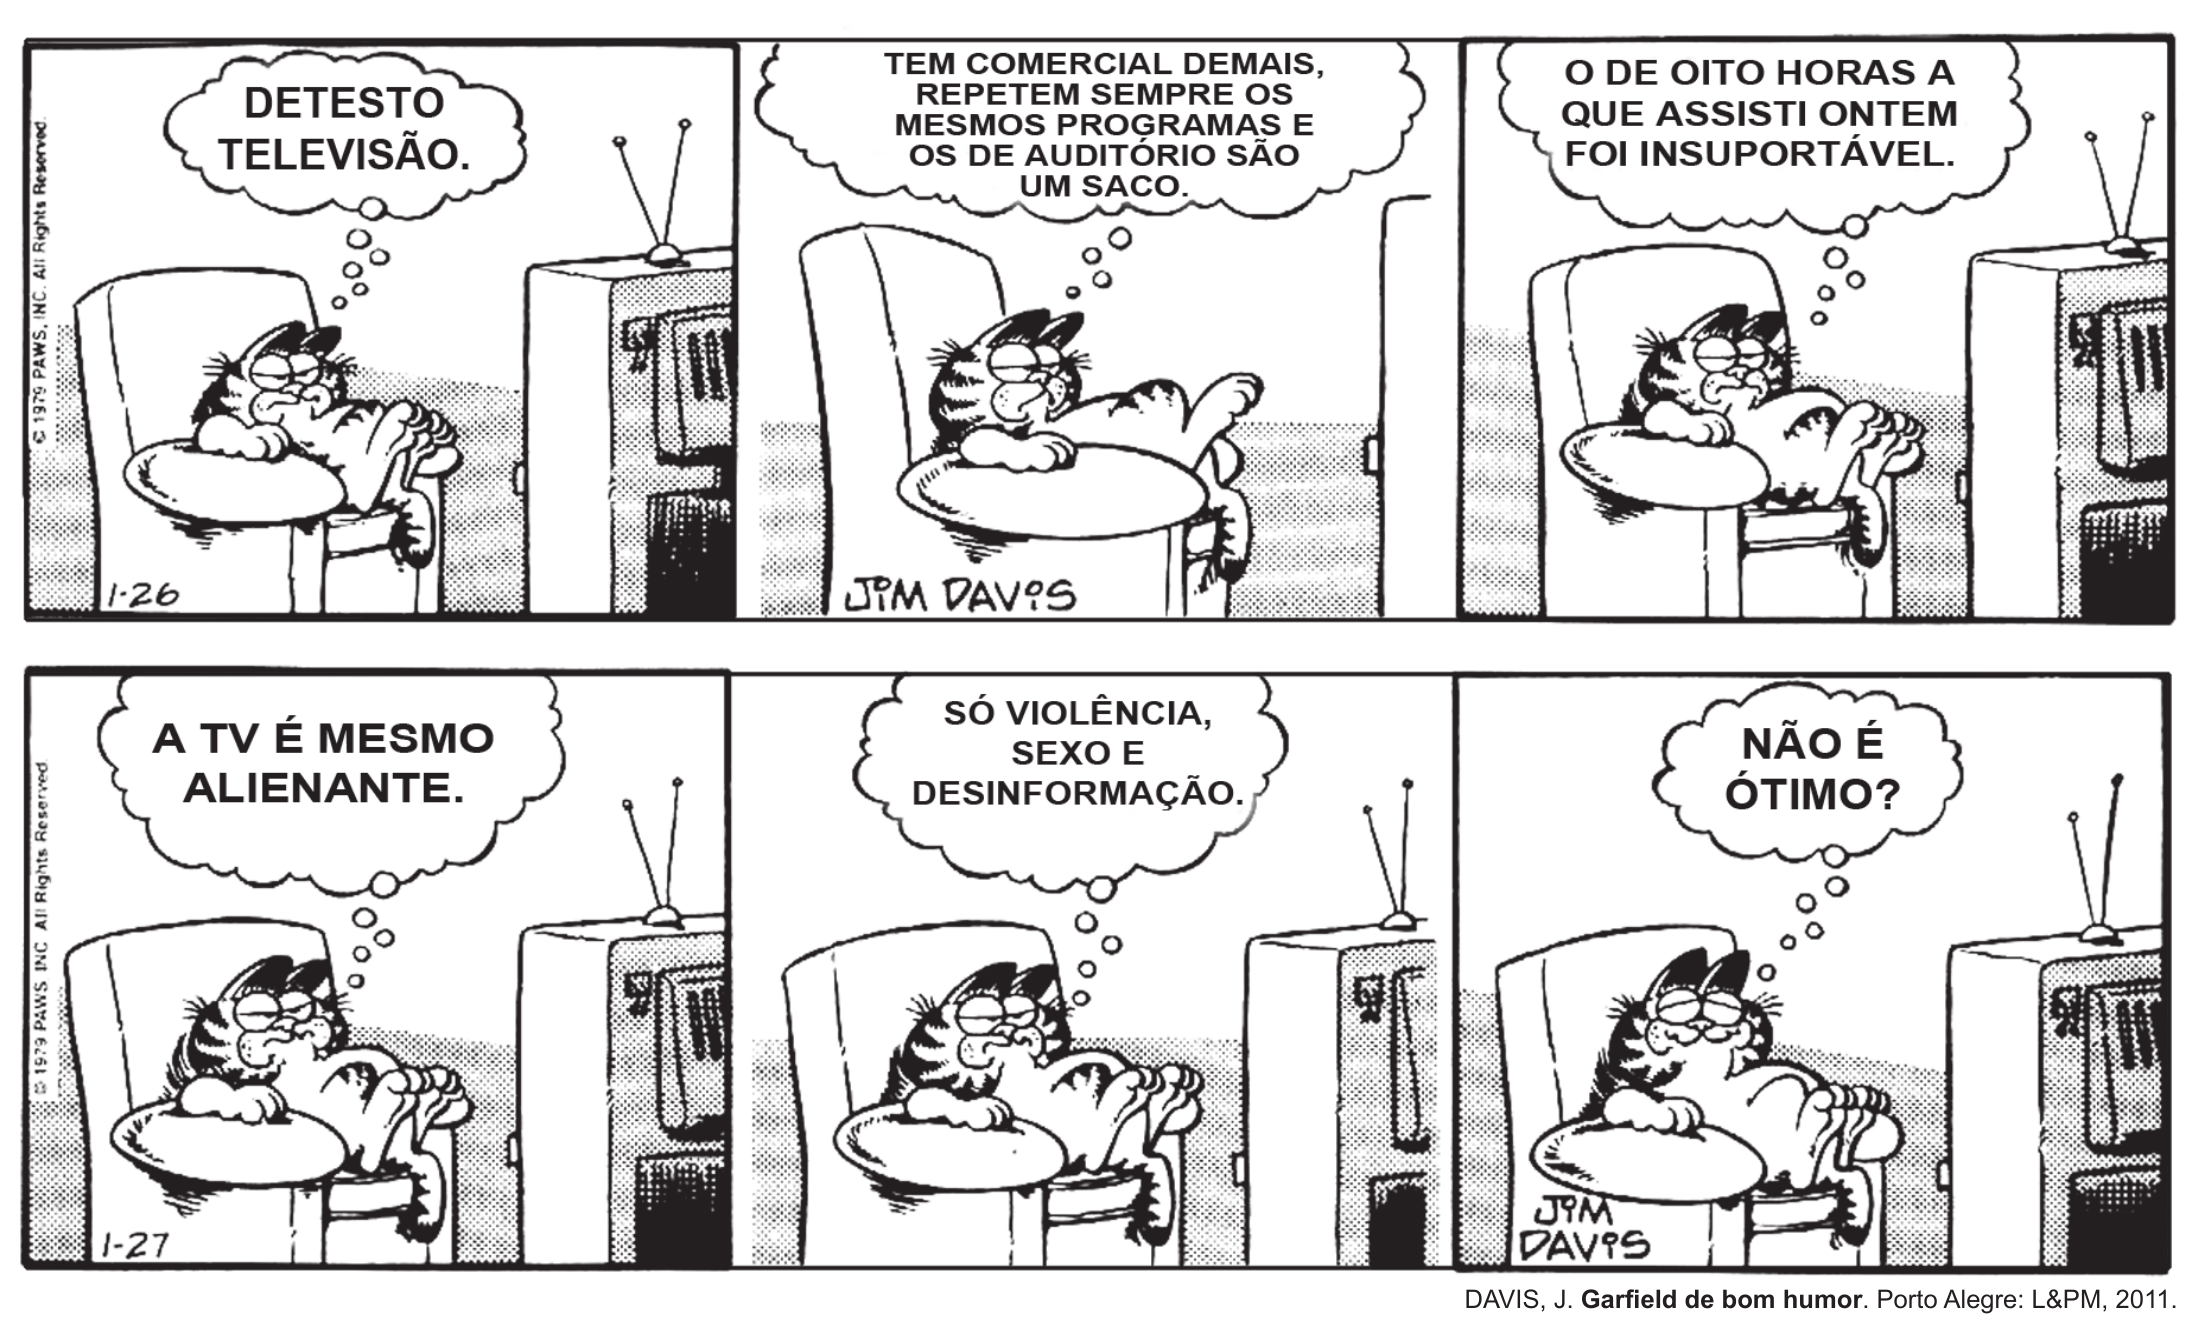 DETESTO
TELEVISÃO.
TEM COMERCIAL DEMAIS,
REPETEM SEMPRE OS
MESMOS PROGRAMAS E
OS DE AUDITÓRIO SÃO
UM SACO.
O DE OITO HORAS A
QUE ASSISTI ONTEM
FOI INSUPORTÁVEL.
© 1979 PAWS, INC. All Rights Reserved.
1-26
JIM DAVIS
A TV É MESMO
ALIENANTE.
SÓ VIOLÊNCIA,
SEXO E
DESINFORMAÇÃO.
NÃO É
ÓTIMO?
© 1979 PAWS INC All Rights Reserved.
1-27
JIM
DAVIS
DAVIS, J. Garfield de bom humor. Porto Alegre: L&PM, 2011.